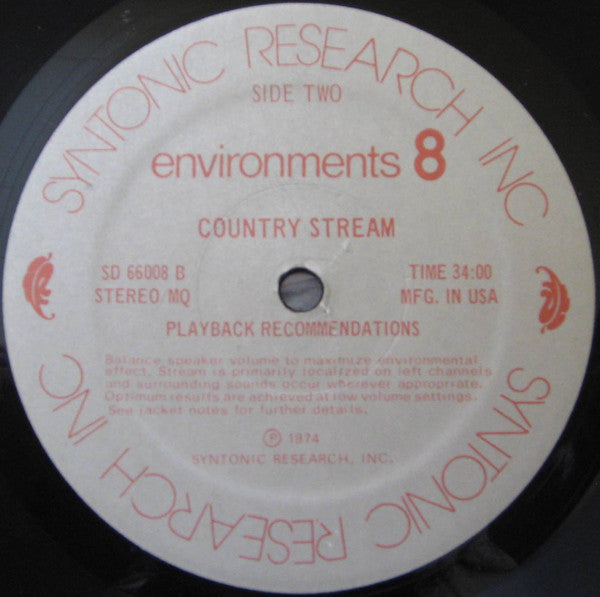 SYNTONIC RESEARCH INC
SIDE TWO
environments 8
COUNTRY STREAM
SD 66008 B
STEREO/MQ
TIME 34:00
MFG. IN USA
PLAYBACK RECOMMENDATIONS
Balance speaker volume to maximize environmental
effect. Stream is primarily localized on left channels
and surrounding sounds occur wherever appropriate.
Optimum results are achieved at low volume settings.
See jacket notes for further details.
℗ 1974
SYNTONIC RESEARCH, INC.
SYNTONIC RESEARCH INC